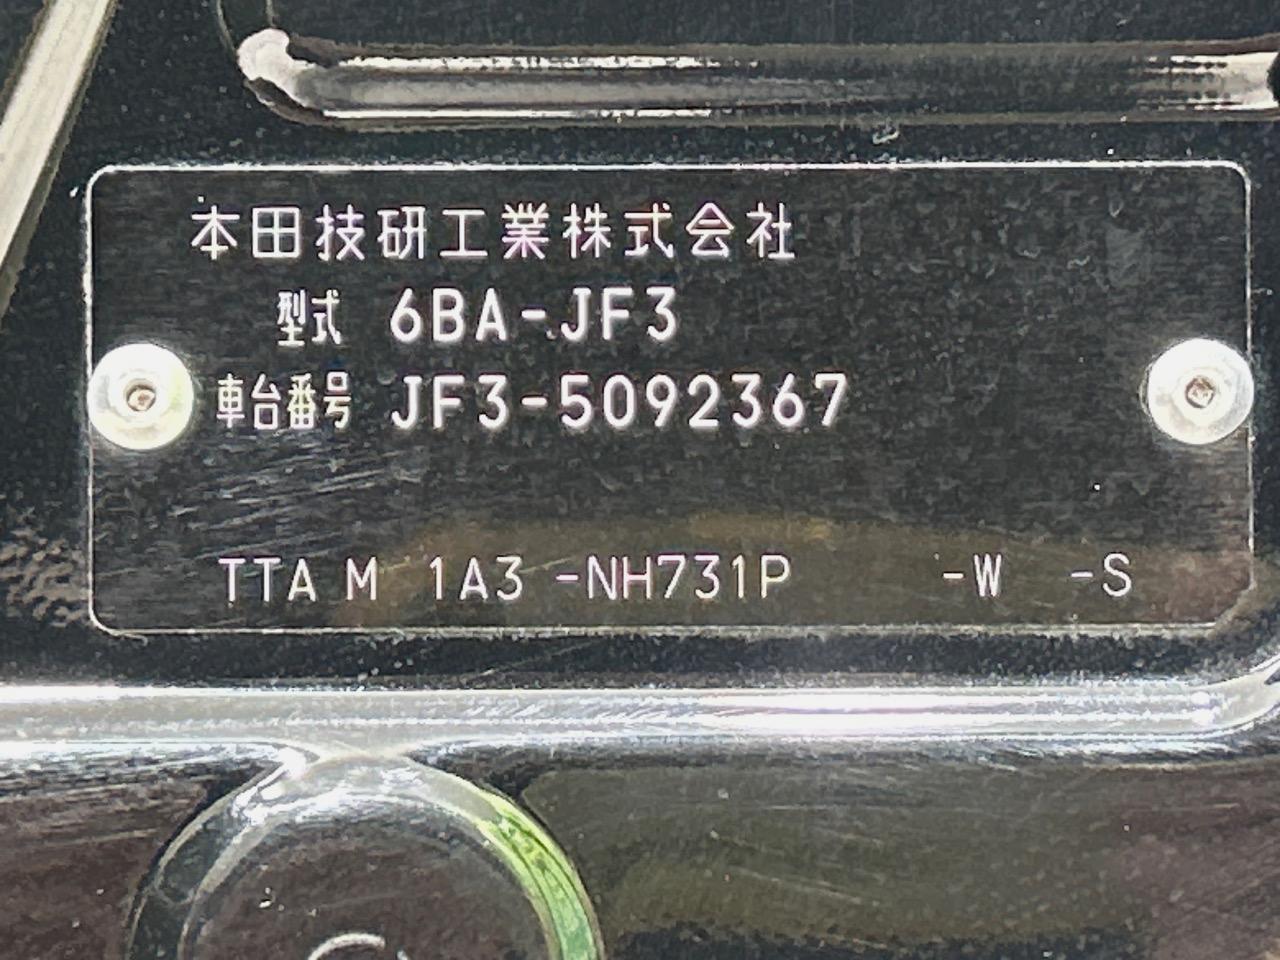 本田技研工業株式会社
型式 6BA-JF3
車台番号 JF3-5092367
TTA M 1A3 -NH731P -W -S